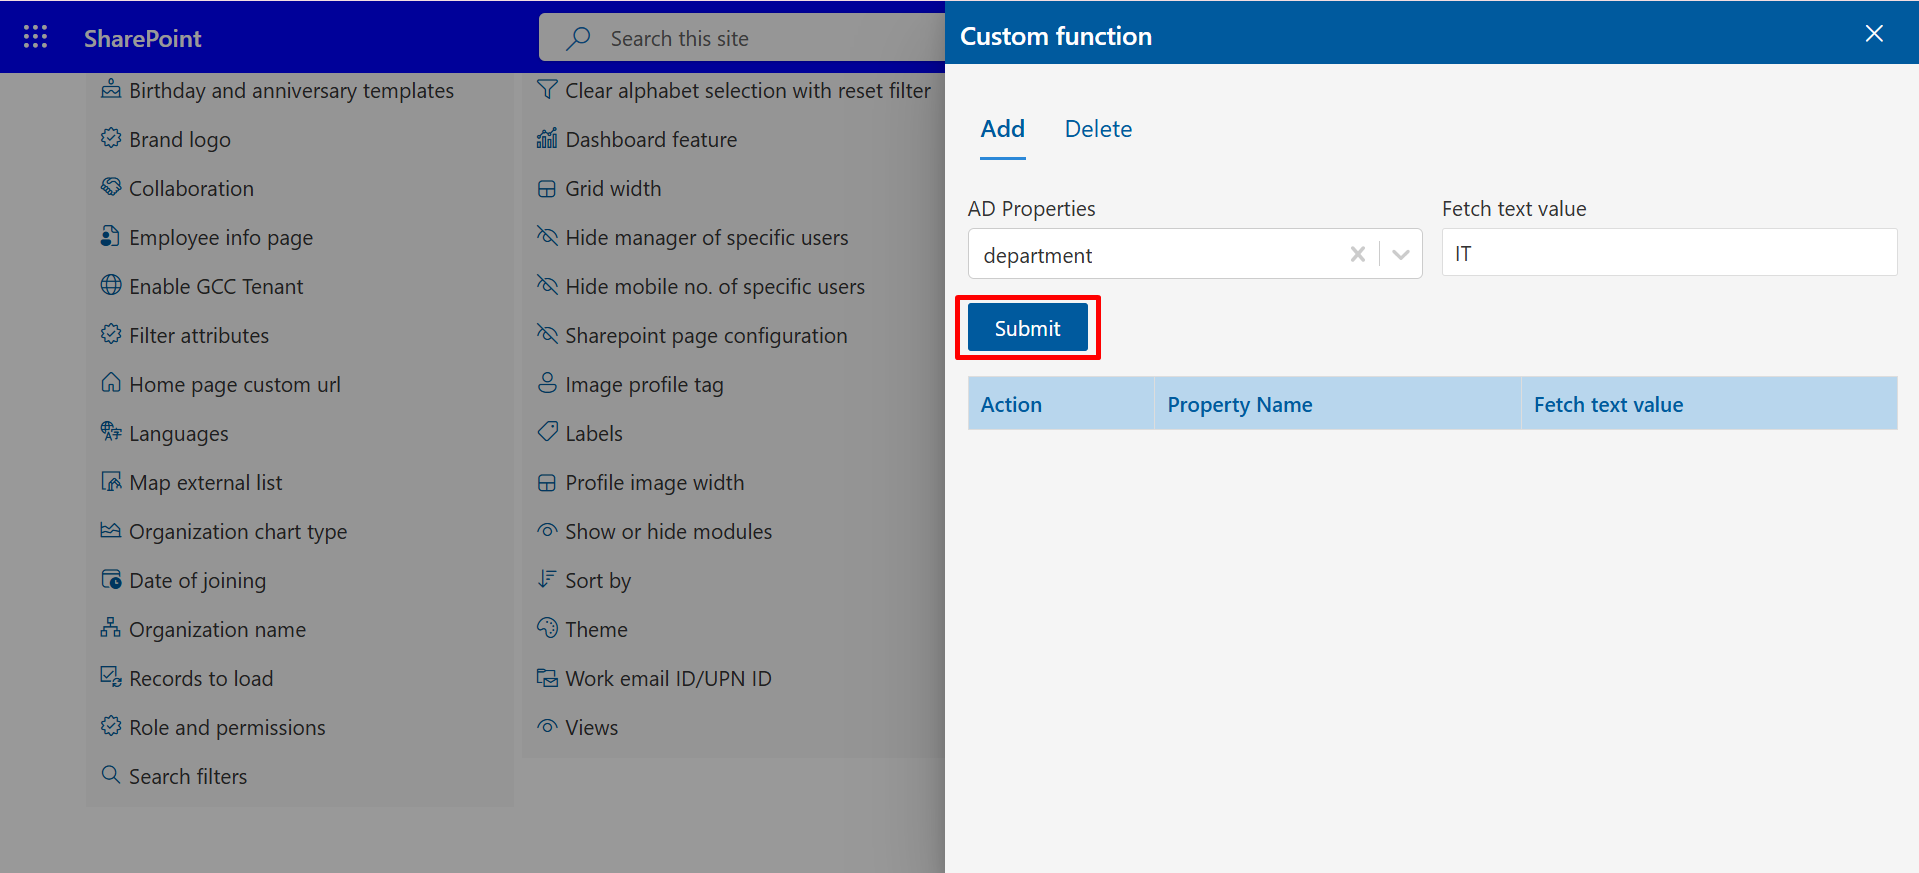 SharePoint
Search this site
Birthday and anniversary templates
Brand logo
Collaboration
Employee info page
Enable GCC Tenant
Filter attributes
Home page custom url
Languages
Map external list
Organization chart type
Date of joining
Organization name
Records to load
Role and permissions
Search filters
Clear alphabet selection with reset filter
Dashboard feature
Grid width
Hide manager of specific users
Hide mobile no. of specific users
Sharepoint page configuration
Image profile tag
Labels
Profile image width
Show or hide modules
Sort by
Theme
Work email ID/UPN ID
Views
Custom function
Add Delete
AD Properties Fetch text value
department IT
Submit
Action Property Name Fetch text value